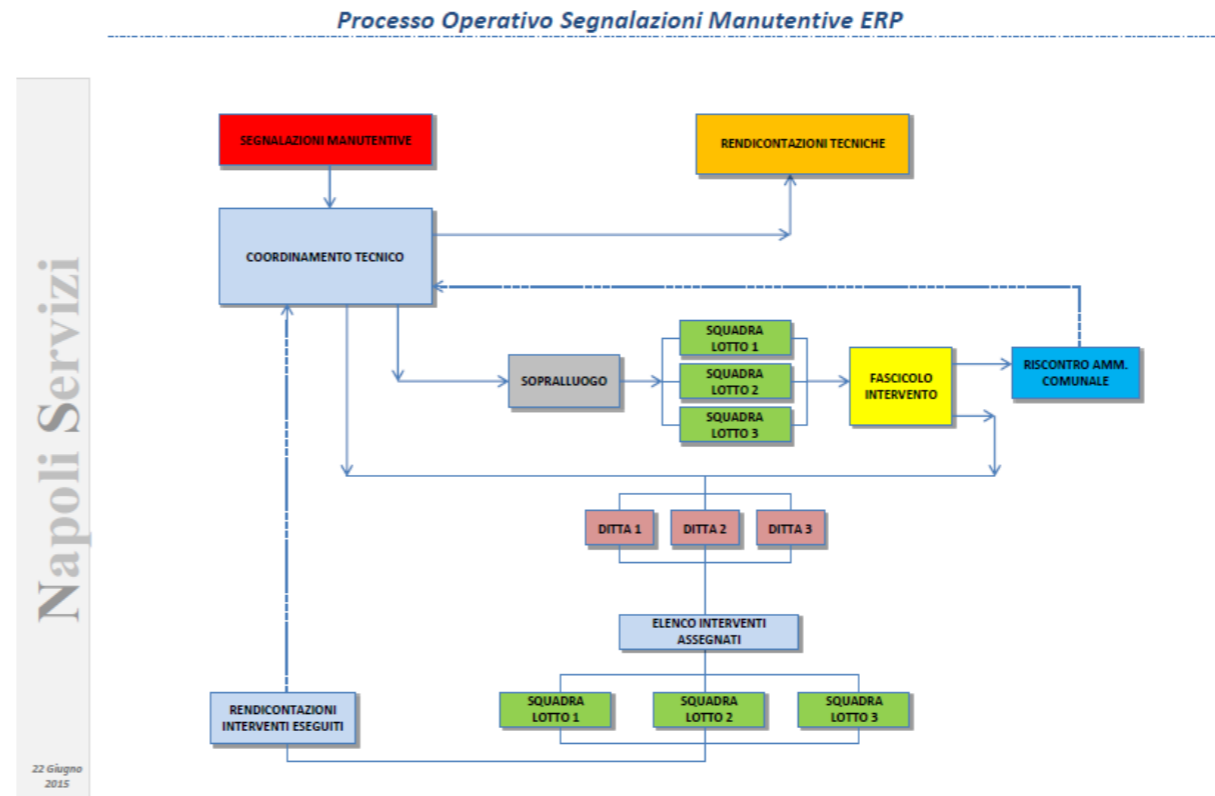 Processo Operativo Segnalazioni Manutentive ERP
SEGNALAZIONI MANUTENTIVE
RENDICONTAZIONI TECNICHE
COORDINAMENTO TECNICO
SOPRALLUOGO
SQUADRA
LOTTO 1
SQUADRA
LOTTO 2
SQUADRA
LOTTO 3
FASCICOLO
INTERVENTO
RISCONTRO AMM.
COMUNALE
DITTA 1
DITTA 2
DITTA 3
ELENCO INTERVENTI
ASSEGNATI
RENDICONTAZIONI
INTERVENTI ESEGUITI
SQUADRA
LOTTO 1
SQUADRA
LOTTO 2
SQUADRA
LOTTO 3
Napoli Servizi
22 Giugno
2015